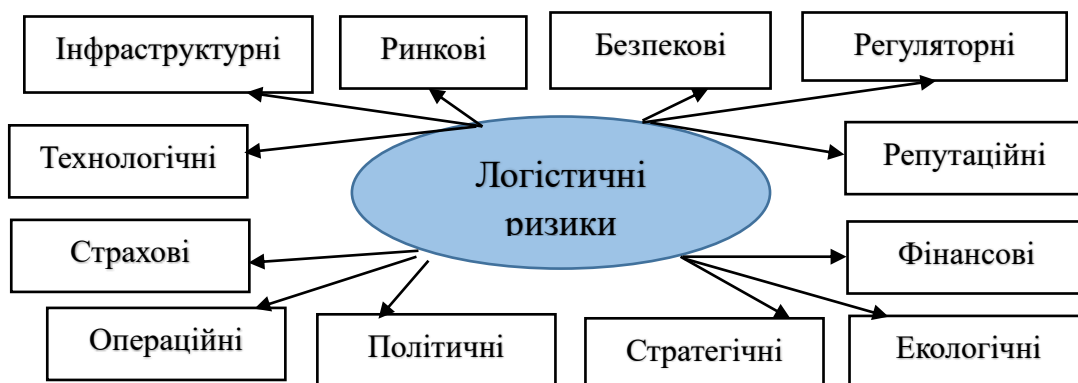 Інфраструктурні
Ринкові
Безпекові
Регуляторні
Технологічні
Репутаційні
Логістичні
ризики
Страхові
Фінансові
Операційні
Політичні
Стратегічні
Екологічні